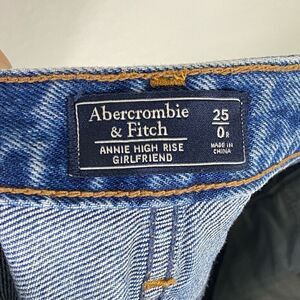 Abercrombie
& Fitch
ANNIE HIGH RISE
GIRLFRIEND
25
0R
MADE IN
CHINA